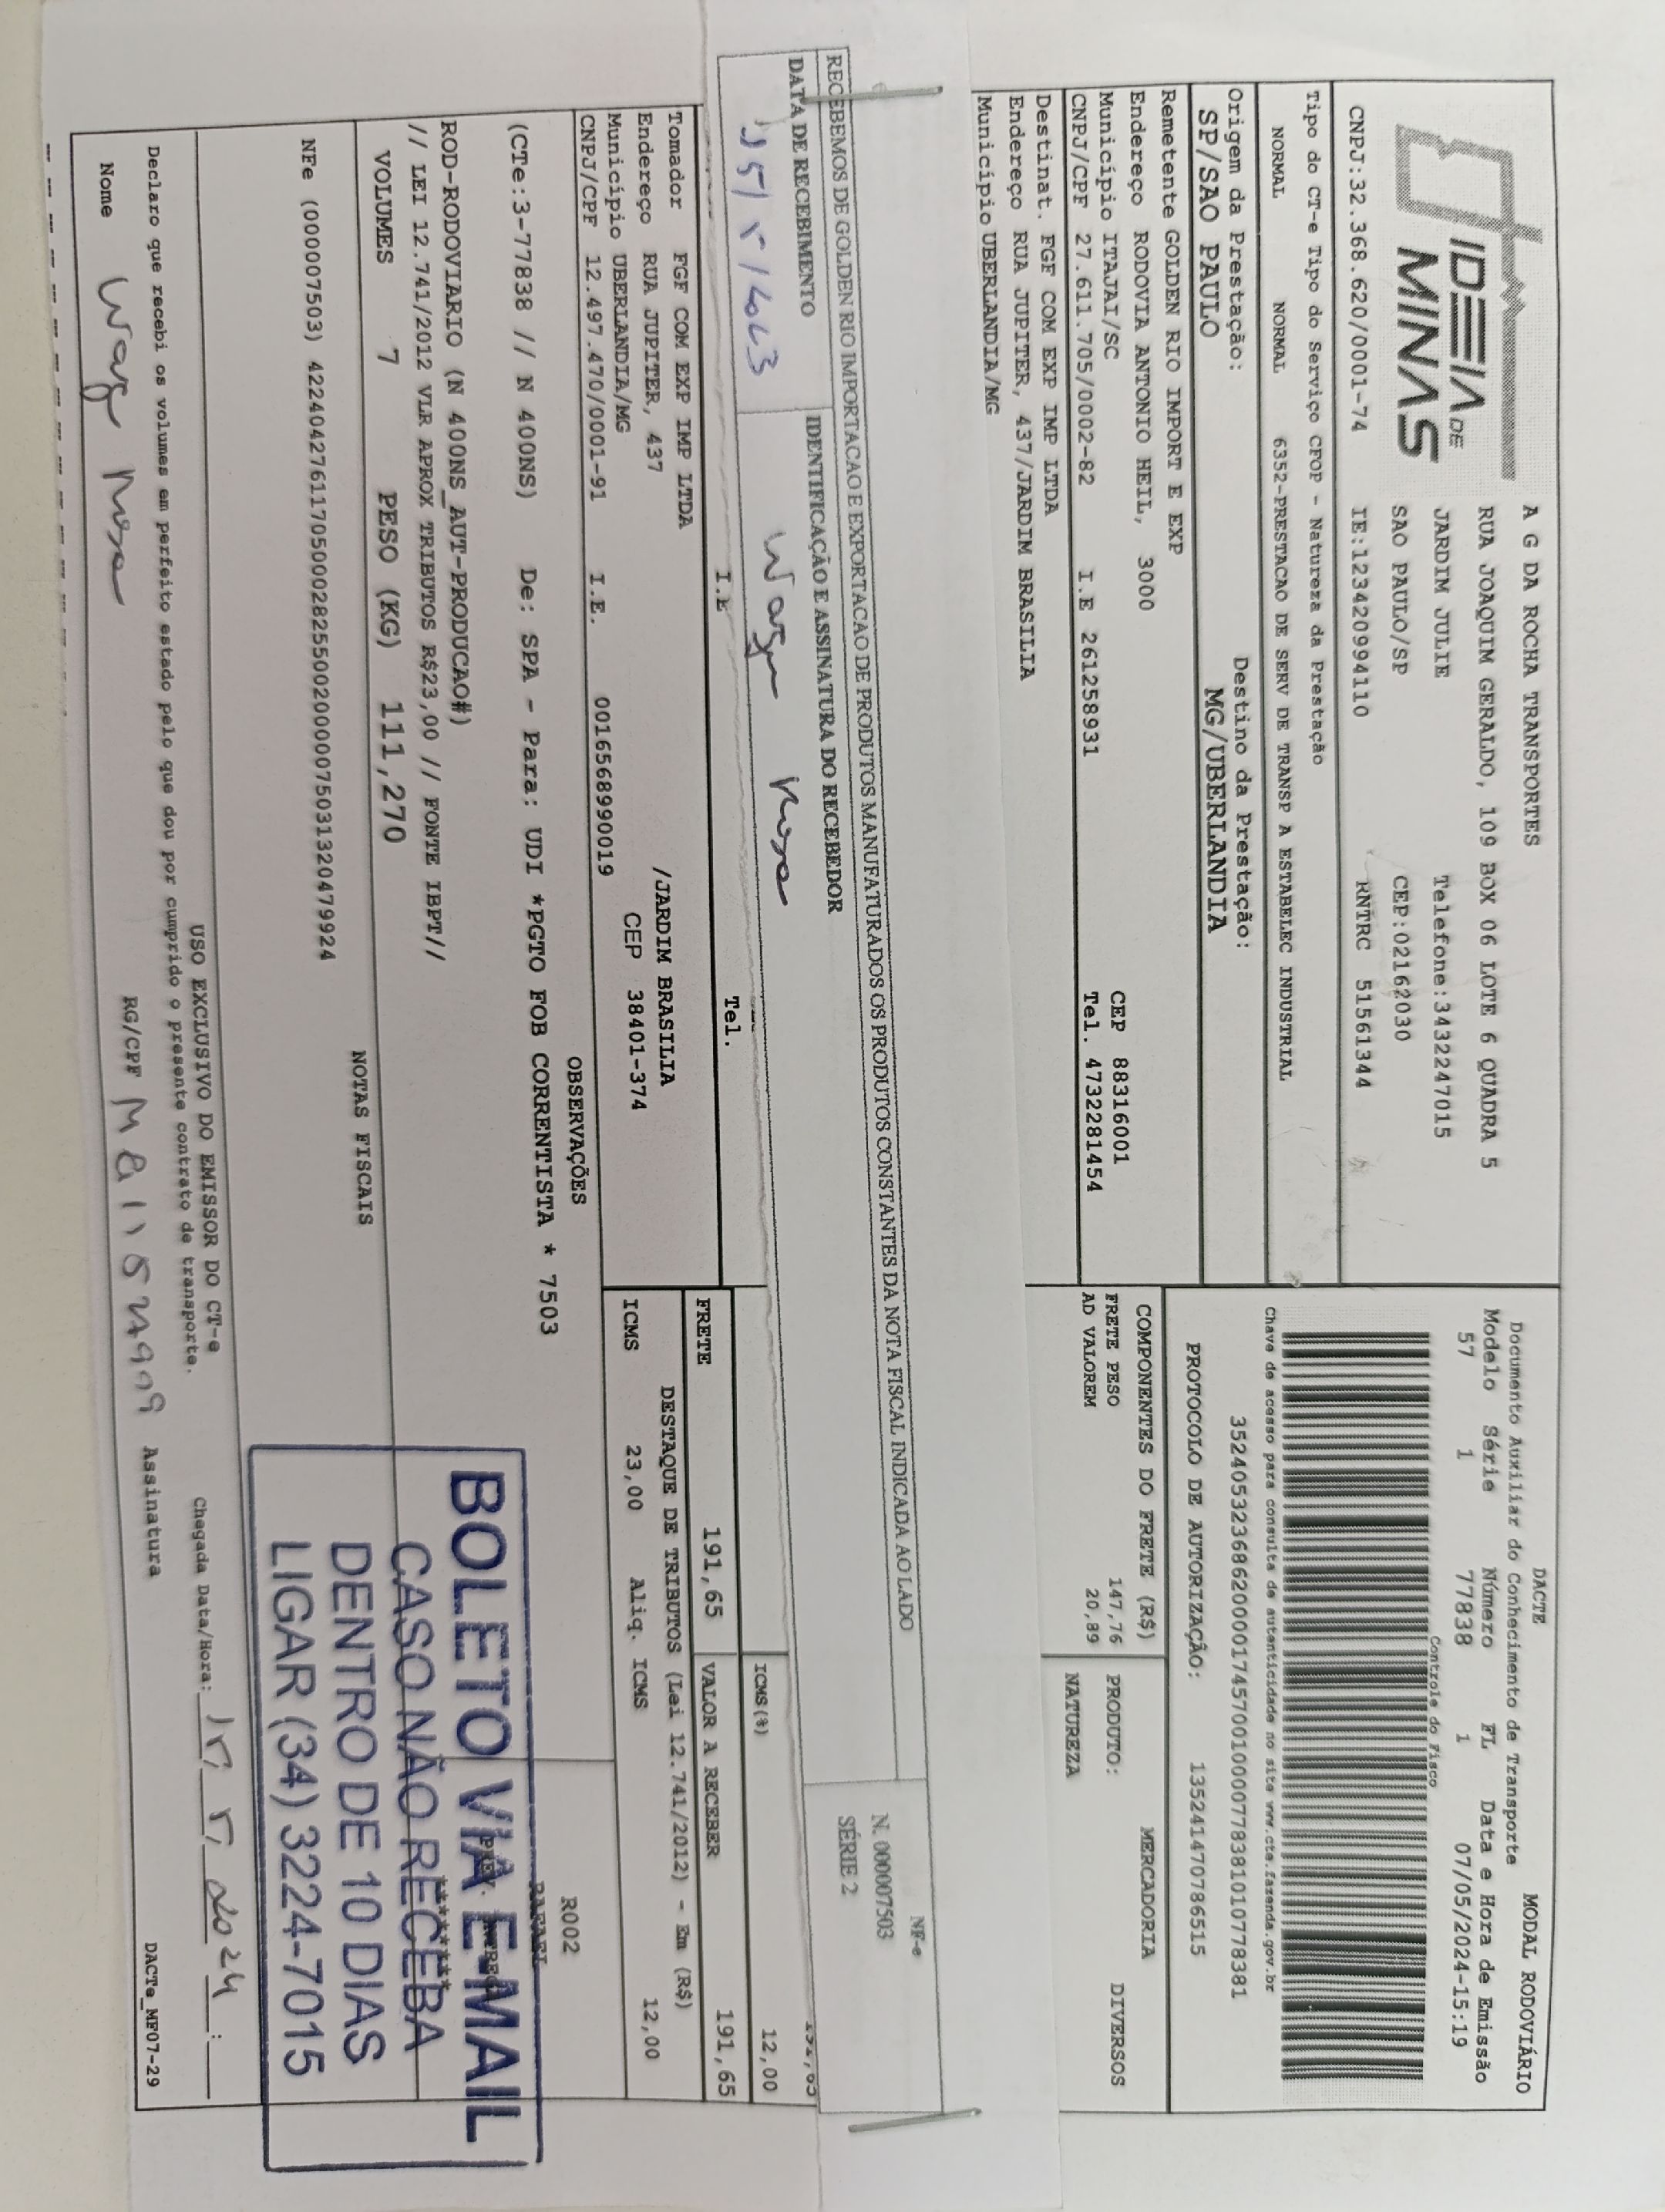 IDEIA DE
MINAS
A G DA ROCHA TRANSPORTES
RUA JOAQUIM GERALDO, 109 BOX 06 LOTE 6 QUADRA 5
JARDIM JULIE Telefone:3432247015
SAO PAULO/SP CEP:02162030
CNPJ:32.368.620/0001-74 IE:123420994110 RNTRC 51561344
Tipo do CT-e Tipo do Serviço CFOP - Natureza da Prestação
NORMAL NORMAL 6352-PRESTACAO DE SERV DE TRANSP A ESTABELEC INDUSTRIAL
Origem da Prestação: Destino da Prestação:
SP/SAO PAULO MG/UBERLANDIA
DACTE MODAL RODOVIÁRIO
Documento Auxiliar do Conhecimento de Transporte
Modelo Série Número FL Data e Hora de Emissão
57 1 77838 1 07/05/2024-15:19
Controle do Fisco
Chave de acesso para consulta de autenticidade no site www.cte.fazenda.gov.br
35240532368620000174570010000778381010778381
PROTOCOLO DE AUTORIZAÇÃO: 135241470786515
Remetente GOLDEN RIO IMPORT E EXP
Endereço RODOVIA ANTONIO HEIL, 3000
Município ITAJAI/SC CEP 88316001
CNPJ/CPF 27.611.705/0002-82 I.E 261258931 Tel. 4732281454
Destinat. FGF COM EXP IMP LTDA
Endereço RUA JUPITER, 437/JARDIM BRASILIA
Município UBERLANDIA/MG
COMPONENTES DO FRETE (R$) MERCADORIA
FRETE PESO 147,76 PRODUTO: DIVERSOS
AD VALOREM 20,89 NATUREZA
RECEBEMOS DE GOLDEN RIO IMPORTACAO E EXPORTACAO DE PRODUTOS MANUFATURADOS OS PRODUTOS CONSTANTES DA NOTA FISCAL INDICADA AO LADO
NF-e
N. 000007503
SÉRIE 2
DATA DE RECEBIMENTO IDENTIFICAÇÃO E ASSINATURA DO RECEBEDOR
I.E Tel.
ICMS(%) 12,00
FRETE 191,65 VALOR A RECEBER 191,65
Tomador FGF COM EXP IMP LTDA
Endereço RUA JUPITER, 437 /JARDIM BRASILIA
Município UBERLANDIA/MG CEP 38401-374
CNPJ/CPF 12.497.470/0001-91 I.E. 0016568990019
DESTAQUE DE TRIBUTOS (Lei 12.741/2012) - Em (R$)
ICMS 23,00 Aliq. ICMS 12,00
OBSERVAÇÕES
R002
RAFAEL
(CTe:3-77838 // N 400NS) De: SPA - Para: UDI *PGTO FOB CORRENTISTA * 7503
ROD-RODOVIARIO (N 400NS_AUT-PRODUCAO#)
// LEI 12.741/2012 VLR APROX TRIBUTOS R$23,00 // FONTE IBPT//
VOLUMES 7 PESO (KG) 111,270
NOTAS FISCAIS
NFe (000007503) 42240427611705000282550020000075031320479924
BOLETO VIA E-MAIL
CASO NÃO RECEBA
DENTRO DE 10 DIAS
LIGAR (34) 3224-7015
USO EXCLUSIVO DO EMISSOR DO CT-e
Declaro que recebi os volumes em perfeito estado pelo que dou por cumprido o presente contrato de transporte.
Chegada Data/Hora: 2024 :
Nome RG/CPF Assinatura
DACTe_MF07-29